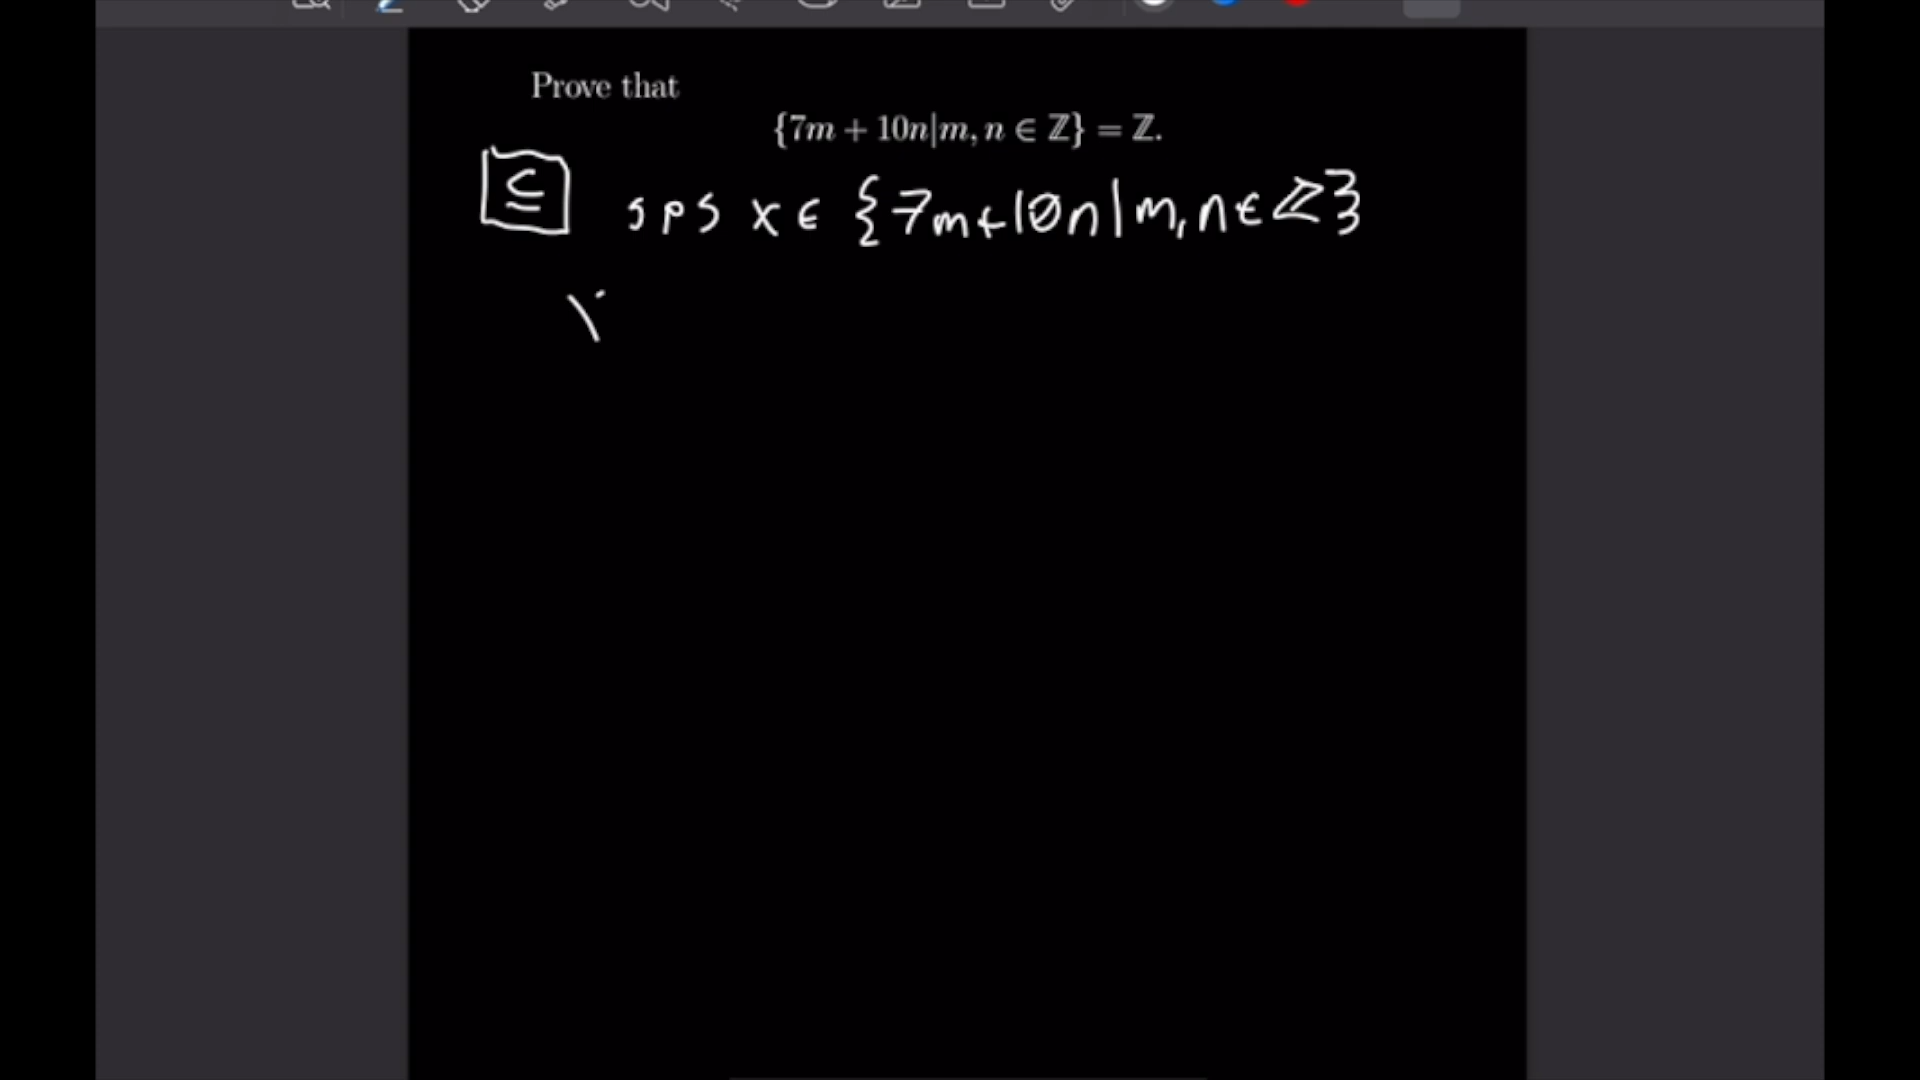 Prove that
{7m + 10n|m, n ∈ ℤ} = ℤ.
⊆ sps x ∈ {7m+10n|m,n∈ℤ}